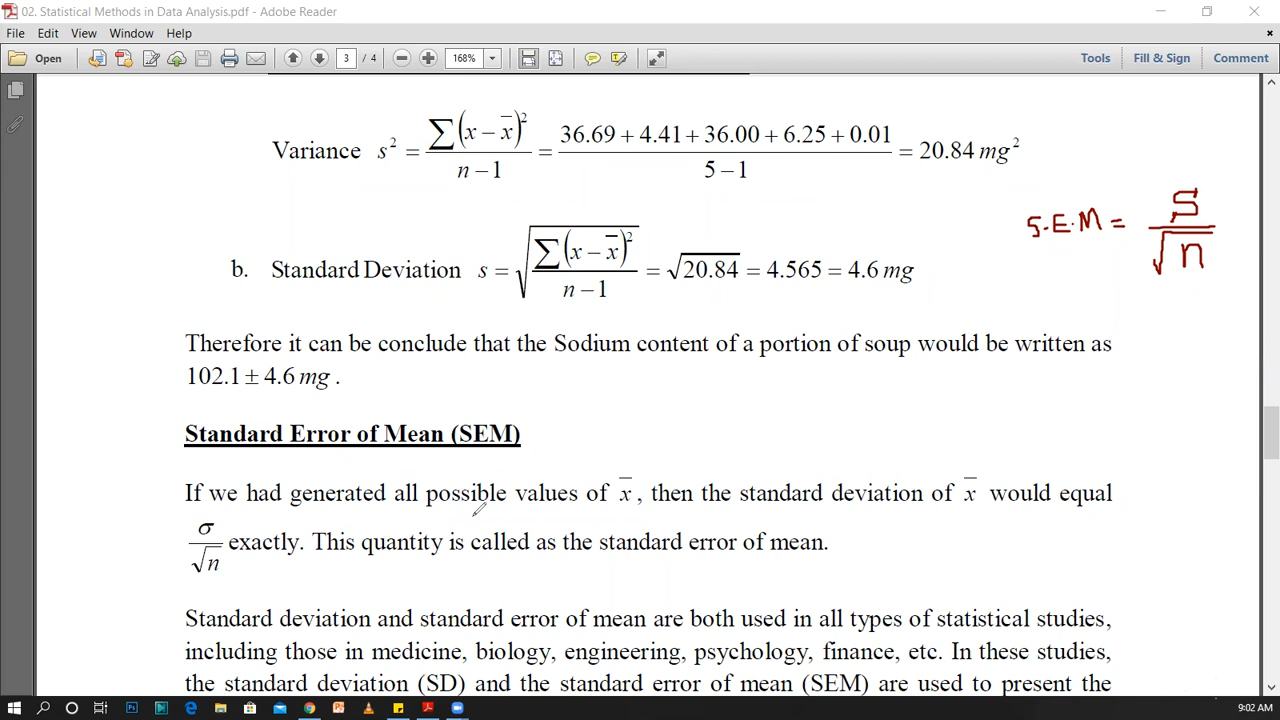 02. Statistical Methods in Data Analysis.pdf - Adobe Reader
File Edit View Window Help
Open 3 / 4 168% Tools Fill & Sign Comment
Variance s² = ∑(x − x̅)² / n − 1 = 36.69 + 4.41 + 36.00 + 6.25 + 0.01 / 5 − 1 = 20.84 mg²
S.E.M = S / √n
b. Standard Deviation s = √(∑(x − x̅)² / n − 1) = √20.84 = 4.565 = 4.6 mg
Therefore it can be conclude that the Sodium content of a portion of soup would be written as
102.1 ± 4.6 mg .
Standard Error of Mean (SEM)
If we had generated all possible values of x̅ , then the standard deviation of x̅ would equal
σ / √n exactly. This quantity is called as the standard error of mean.
Standard deviation and standard error of mean are both used in all types of statistical studies,
including those in medicine, biology, engineering, psychology, finance, etc. In these studies,
the standard deviation (SD) and the standard error of mean (SEM) are used to present the
9:02 AM